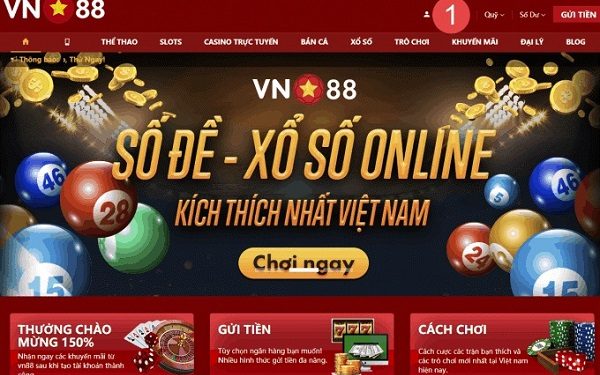 VN 88
1
Quỹ
Số Dư
GỬI TIỀN
THỂ THAO
SLOTS
CASINO TRỰC TUYẾN
BẮN CÁ
XỔ SỐ
TRÒ CHƠI
KHUYẾN MÃI
ĐẠI LÝ
BLOG
Thử Ngay!
VN 88
SỐ ĐỀ - XỔ SỐ ONLINE
KÍCH THÍCH NHẤT VIỆT NAM
Chơi ngay
46
28
15
5
24
42
15
THƯỞNG CHÀO
MỪNG 150%
Nhận ngay các khuyến mãi từ
vn88 sau khi tạo tài khoản thành
công
GỬI TIỀN
Tùy chọn ngân hàng bạn muốn!
Nhiều hình thức gửi tiền đa năng.
777
CÁCH CHƠI
Cách cược các trận bạn thích và
các trò chơi mới nhất tại Việt nam
hiện nay.